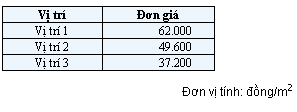 Vị trí Đơn giá
Vị trí 1 62.000
Vị trí 2 49.600
Vị trí 3 37.200
Đơn vị tính: đồng/m²